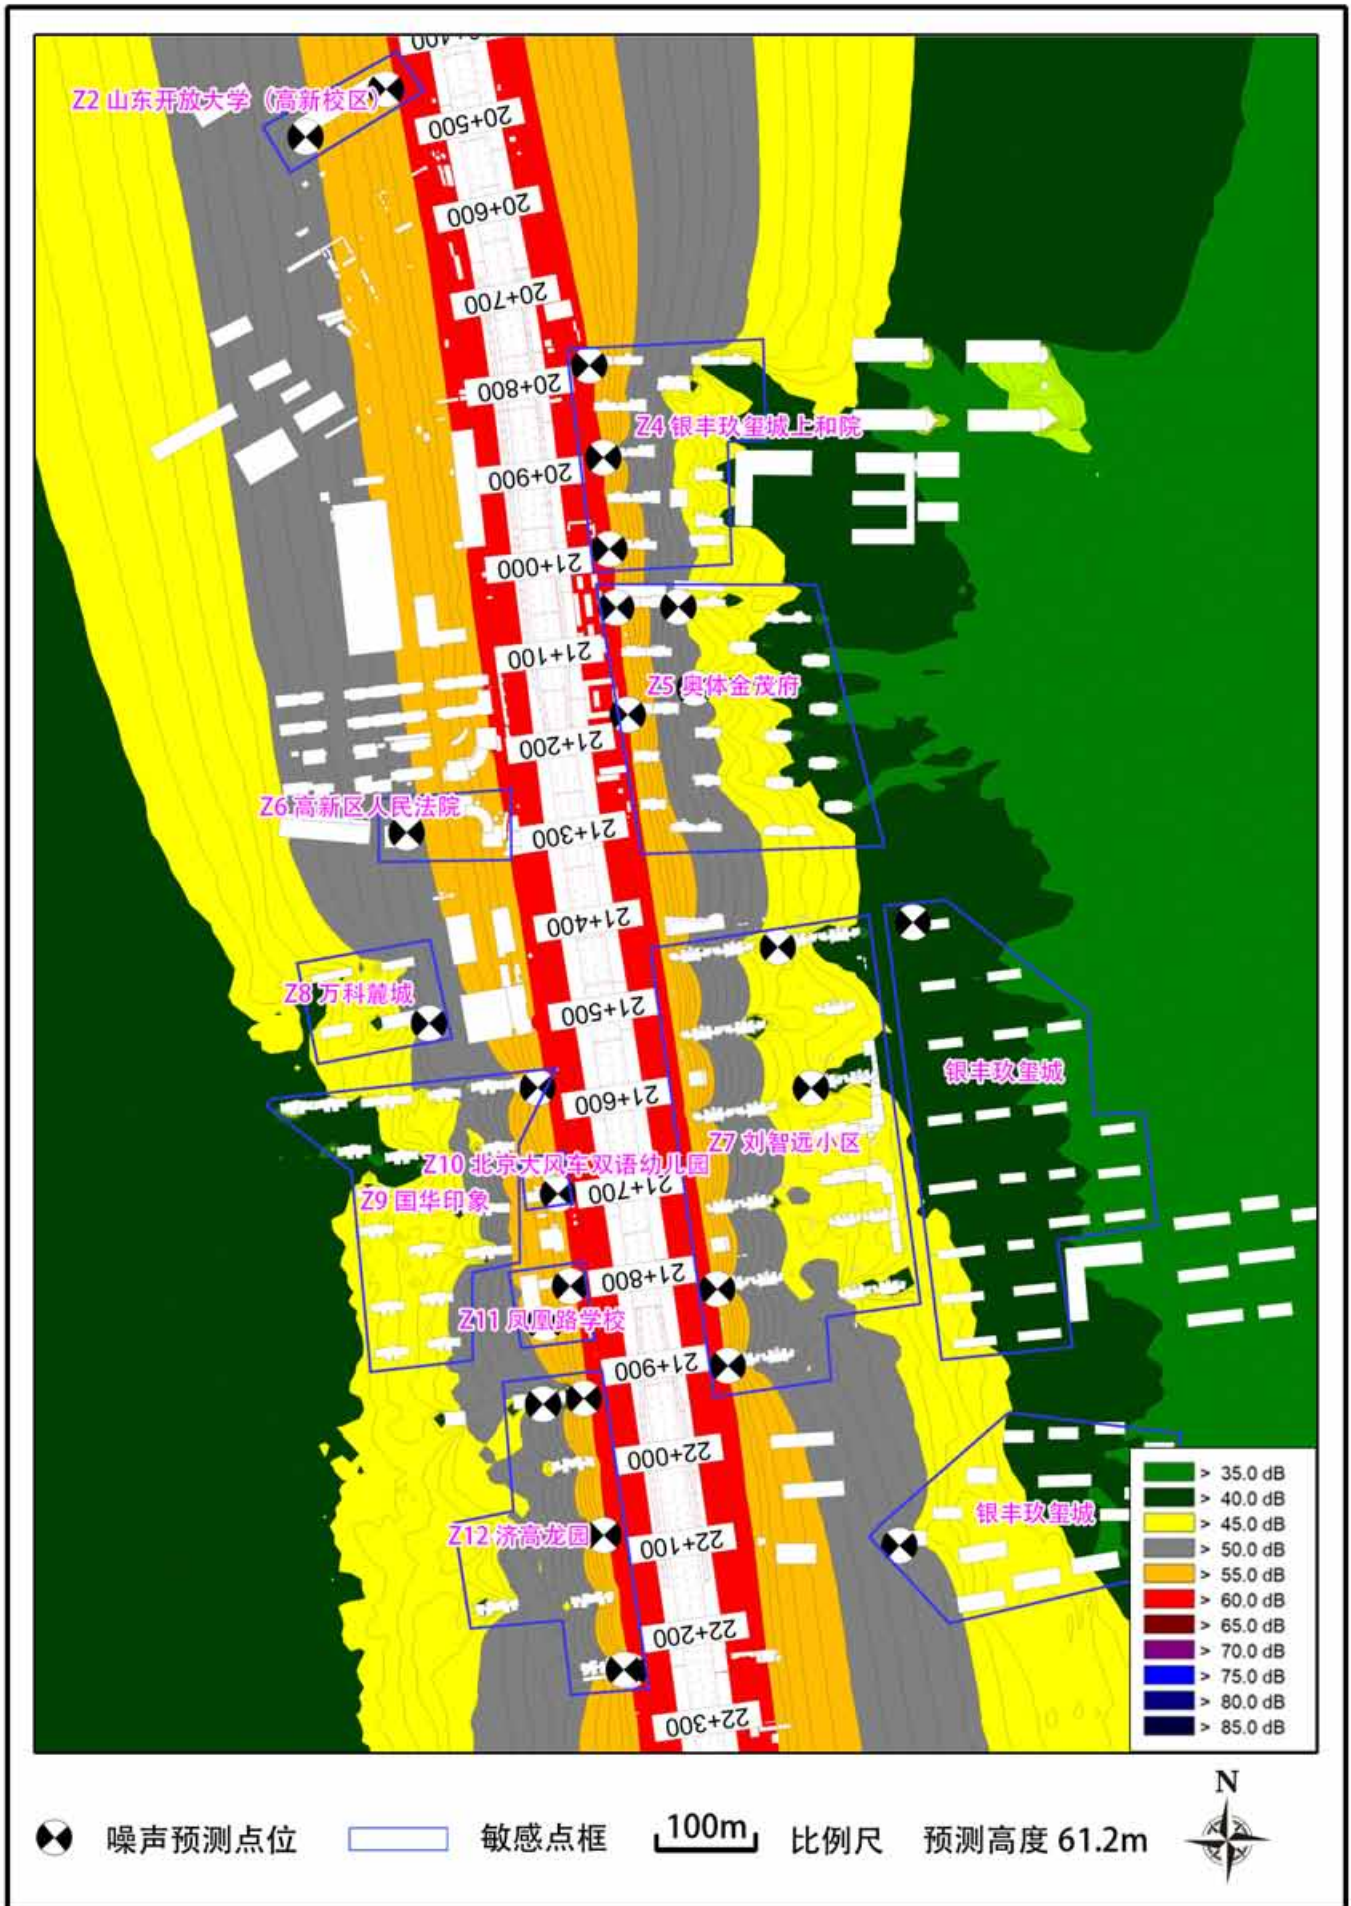 Z2 山东开放大学（高新校区）
20+500
20+600
20+700
20+800
Z4 银丰玖玺城上和院
20+900
21+000
21+100
Z5 奥体金茂府
21+200
Z6 高新区人民法院
21+300
21+400
Z8 万科麓城
21+500
银丰玖玺城
21+600
Z7 刘智远小区
Z10 北京大风车双语幼儿园
21+700
Z9 国华印象
21+800
Z11 凤凰路学校
21+900
22+000
银丰玖玺城
Z12 济高龙园
22+100
22+200
22+300
> 35.0 dB
> 40.0 dB
> 45.0 dB
> 50.0 dB
> 55.0 dB
> 60.0 dB
> 65.0 dB
> 70.0 dB
> 75.0 dB
> 80.0 dB
> 85.0 dB
N
噪声预测点位 敏感点框 100m 比例尺 预测高度 61.2m